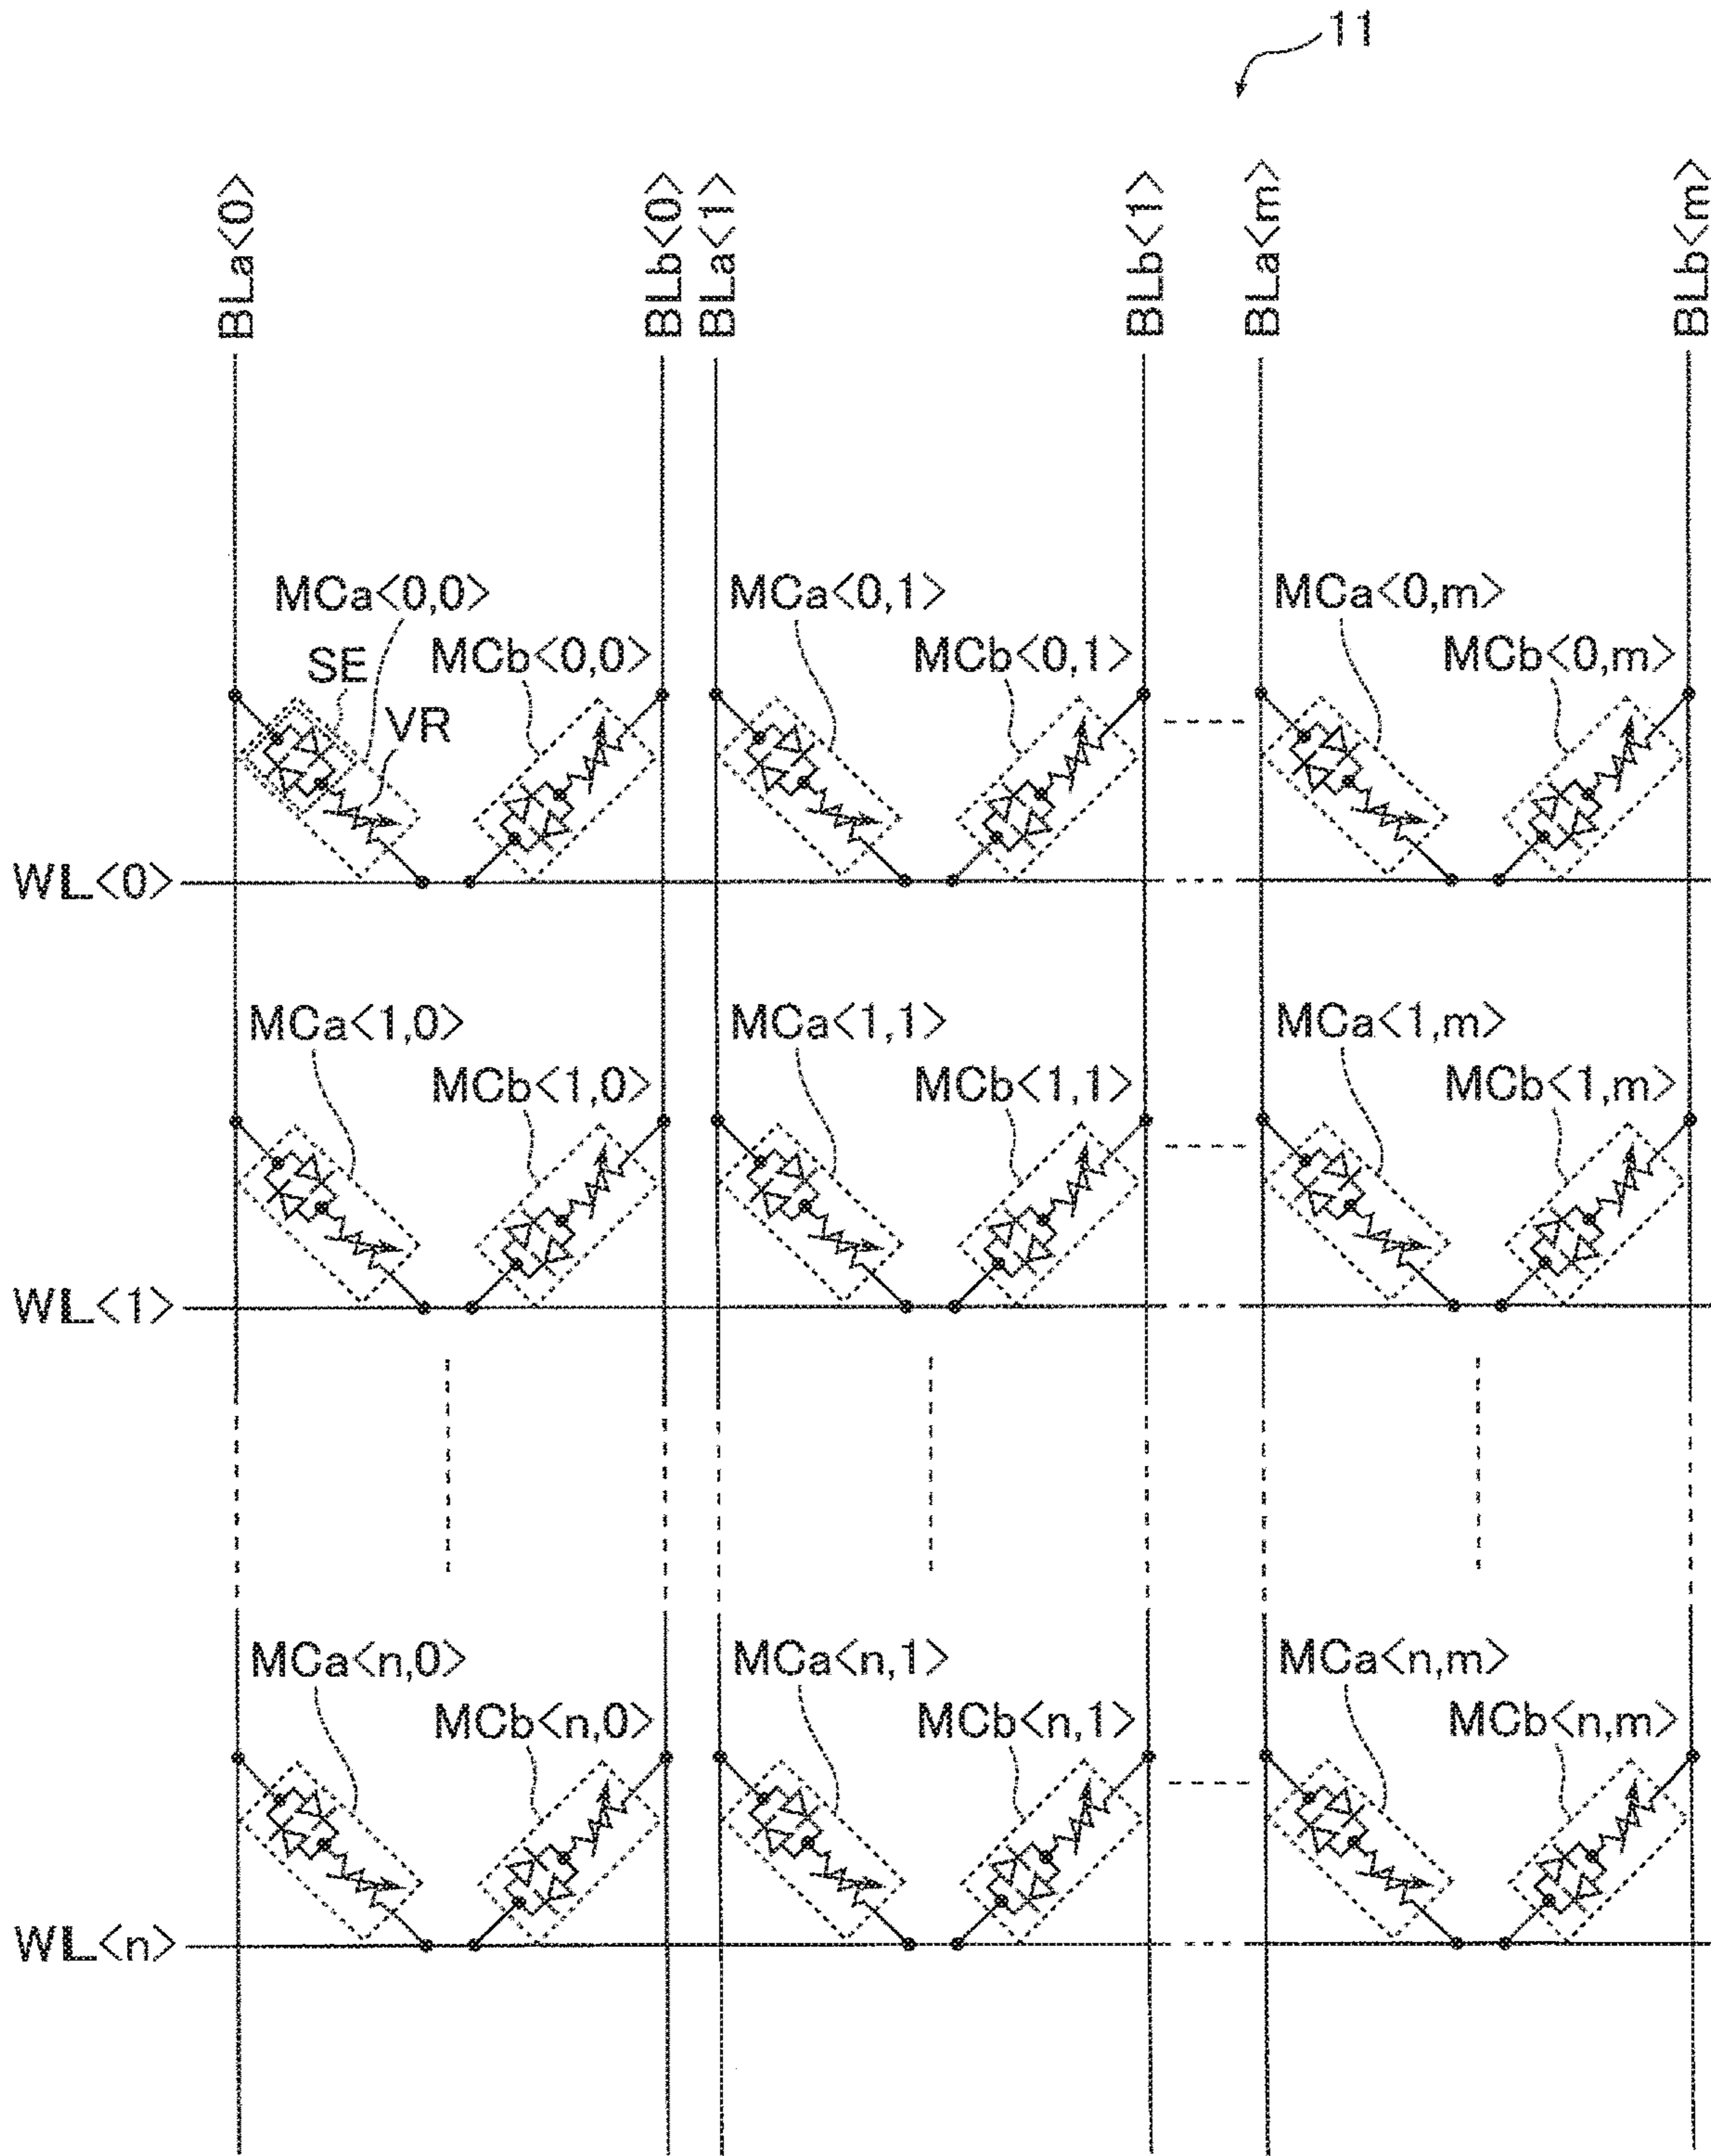 11
BLa<0>
BLb<0>
BLa<1>
BLb<1>
BLa<m>
BLb<m>
MCa<0,0>
MCa<0,1>
MCa<0,m>
SE
MCb<0,0>
MCb<0,1>
MCb<0,m>
VR
WL<0>
MCa<1,0>
MCa<1,1>
MCa<1,m>
MCb<1,0>
MCb<1,1>
MCb<1,m>
WL<1>
MCa<n,0>
MCa<n,1>
MCa<n,m>
MCb<n,0>
MCb<n,1>
MCb<n,m>
WL<n>